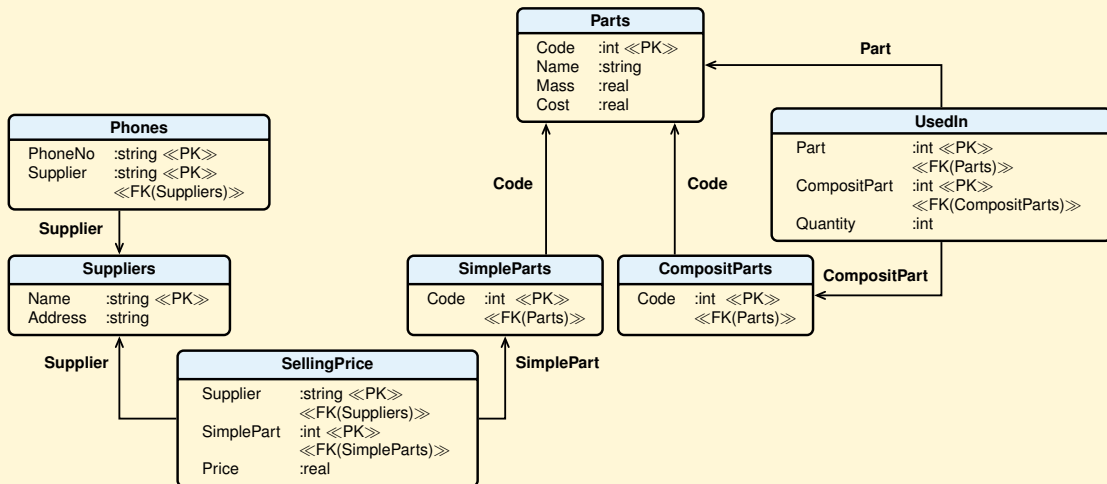 Parts
Code :int ≪PK≫
Name :string
Mass :real
Cost :real
Part
Phones
PhoneNo :string ≪PK≫
Supplier :string ≪PK≫
≪FK(Suppliers)≫
UsedIn
Part :int ≪PK≫
≪FK(Parts)≫
CompositPart :int ≪PK≫
≪FK(CompositParts)≫
Quantity :int
Code
Code
Supplier
Suppliers
Name :string ≪PK≫
Address :string
SimpleParts
Code :int ≪PK≫
≪FK(Parts)≫
CompositParts
Code :int ≪PK≫
≪FK(Parts)≫
CompositPart
Supplier
SimplePart
SellingPrice
Supplier :string ≪PK≫
≪FK(Suppliers)≫
SimplePart :int ≪PK≫
≪FK(SimpleParts)≫
Price :real